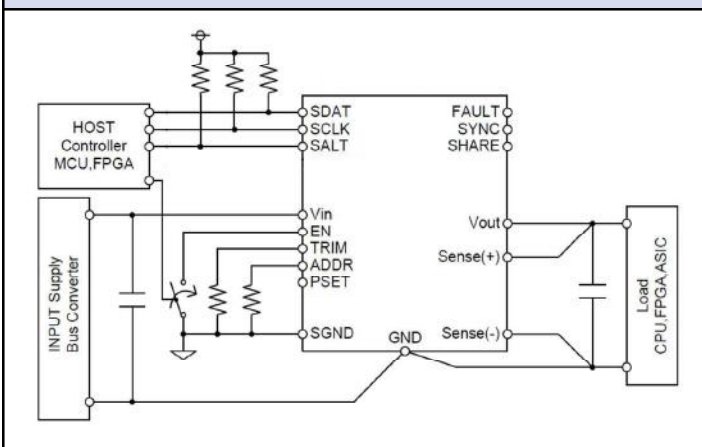 HOST
Controller
MCU,FPGA
SDAT
SCLK
SALT
FAULT
SYNC
SHARE
INPUT Supply
Bus Converter
Vin
EN
TRIM
ADDR
PSET
SGND
GND
Vout
Sense(+)
Sense(-)
Load
CPU,FPGA,ASIC